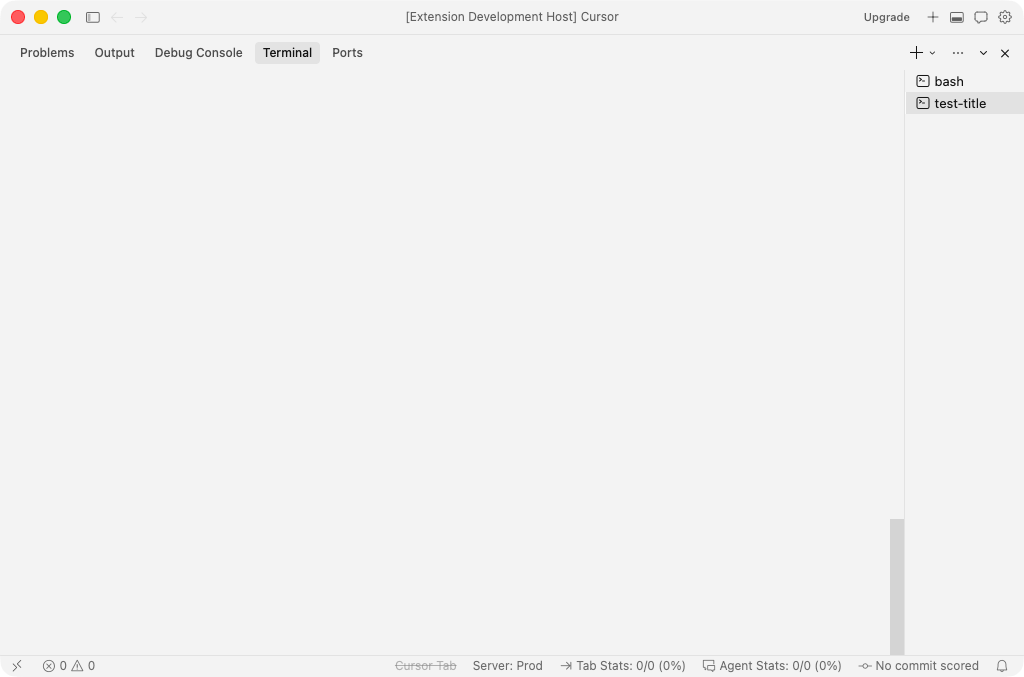 [Extension Development Host] Cursor
Upgrade
Problems Output Debug Console Terminal Ports
bash
test-title
0 0 Cursor Tab Server: Prod Tab Stats: 0/0 (0%) Agent Stats: 0/0 (0%) No commit scored